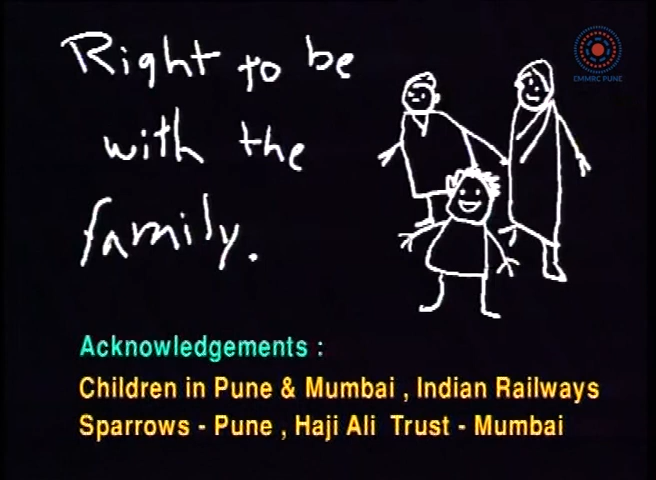 Right to be
with the
family.
EMMRC PUNE
Acknowledgements :
Children in Pune & Mumbai , Indian Railways
Sparrows - Pune , Haji Ali Trust - Mumbai